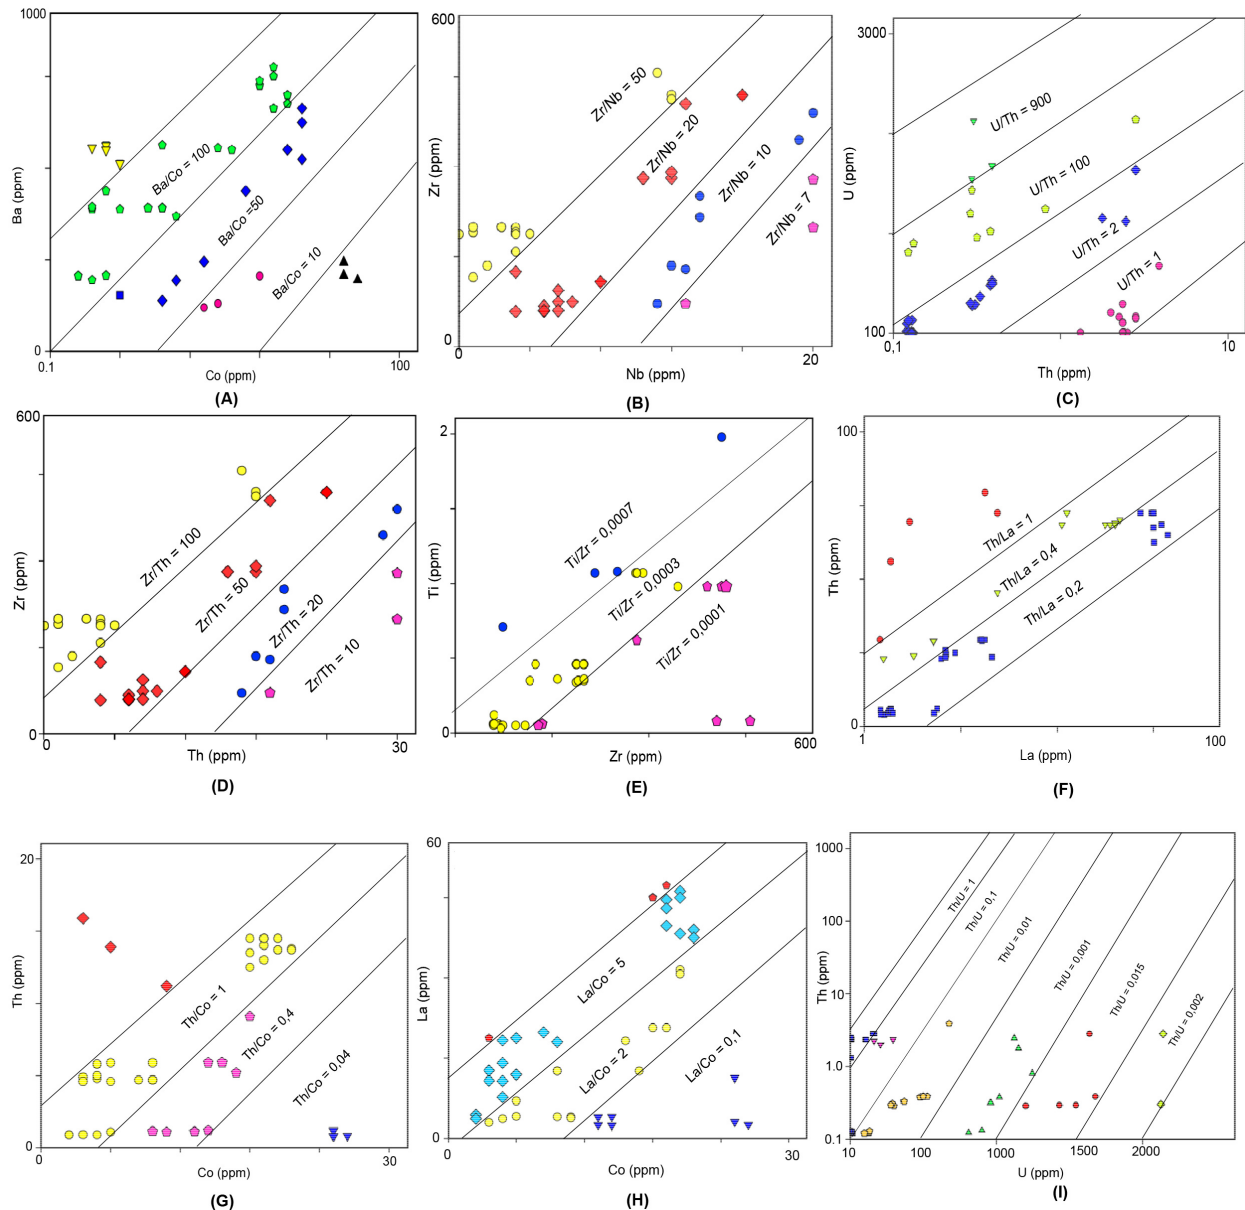 1000
Ba (ppm)
Ba/Co = 100
Ba/Co =50
Ba/Co = 10
0.1
100
Co (ppm)
(A)
600
Zr (ppm)
Zr/Nb = 50
Zr/Nb = 20
Zr/Nb = 10
Zr/Nb = 7
0
0
20
Nb (ppm)
(B)
3000
U (ppm)
U/Th = 900
U/Th = 100
U/Th = 2
U/Th = 1
100
0,1
10
Th (ppm)
(C)
600
Zr (ppm)
Zr/Th = 100
Zr/Th = 50
Zr/Th = 20
Zr/Th = 10
0
0
30
Th (ppm)
(D)
2
Ti (ppm)
Ti/Zr = 0,0007
Ti/Zr = 0,0003
Ti/Zr = 0,0001
0
600
Zr (ppm)
(E)
100
Th (ppm)
Th/La = 1
Th/La = 0,4
Th/La = 0,2
0
1
100
La (ppm)
(F)
20
Th (ppm)
Th/Co = 1
Th/Co = 0,4
Th/Co = 0,04
0
0
30
Co (ppm)
(G)
60
La (ppm)
La/Co = 5
La/Co = 2
La/Co = 0,1
0
0
30
Co (ppm)
(H)
1000
100
10
1.0
0.1
Th (ppm)
Th/U = 1
Th/U = 0,1
Th/U = 0,01
Th/U = 0,001
Th/U = 0,015
Th/U = 0,002
10
100
1000
1500
2000
U (ppm)
(I)